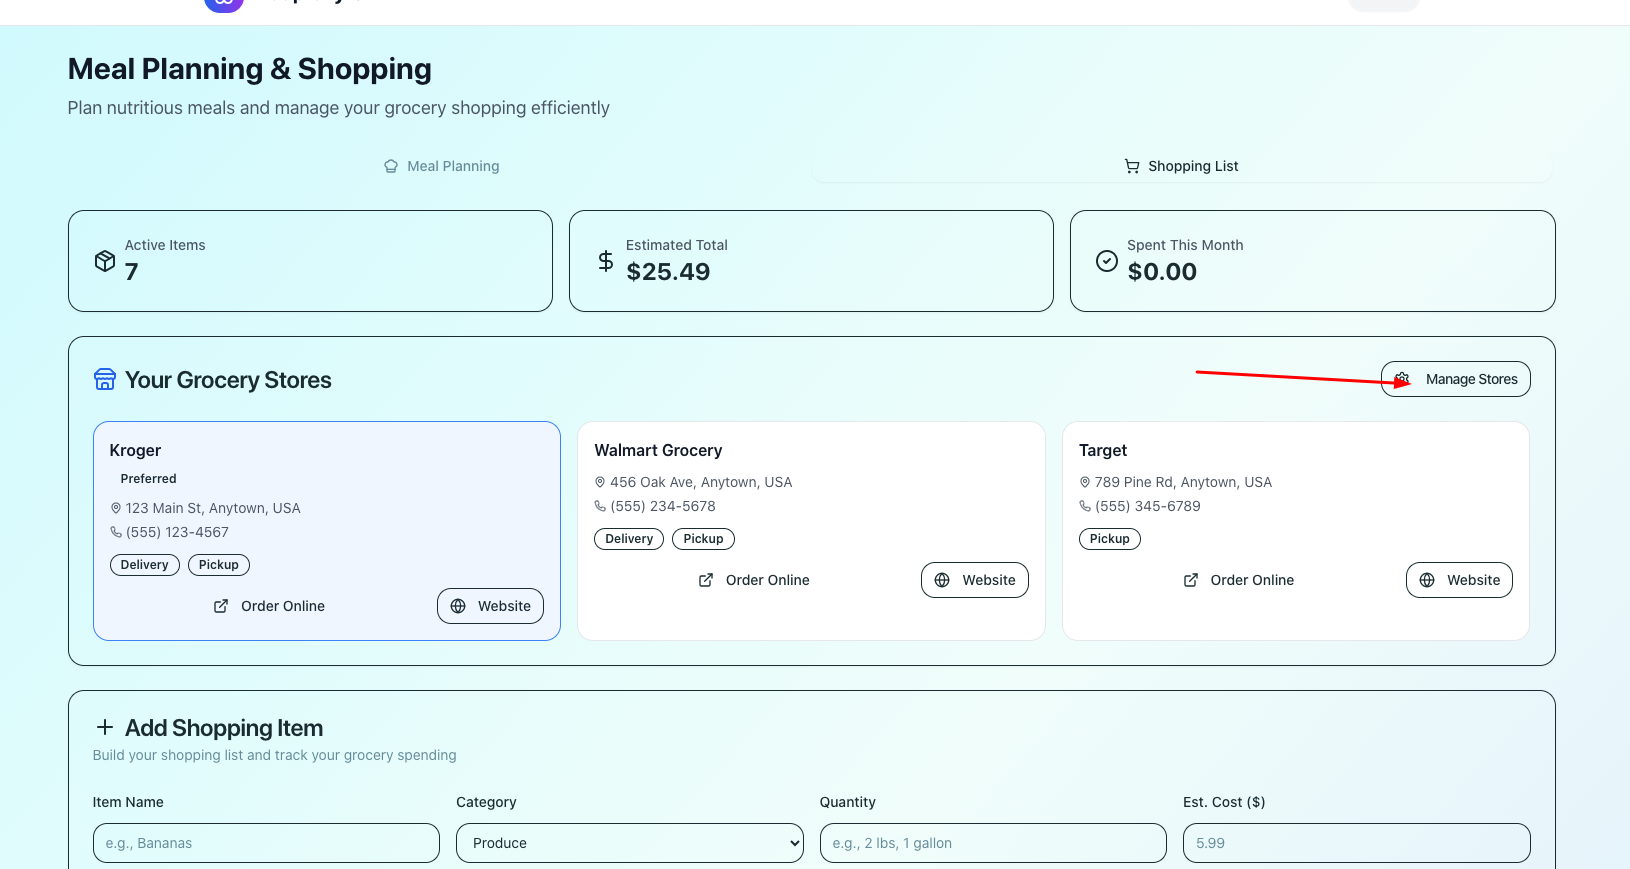 Meal Planning & Shopping
Plan nutritious meals and manage your grocery shopping efficiently
Meal Planning
Shopping List
Active Items
7
Estimated Total
$25.49
Spent This Month
$0.00
Your Grocery Stores
Manage Stores
Kroger
Preferred
123 Main St, Anytown, USA
(555) 123-4567
Delivery
Pickup
Order Online
Website
Walmart Grocery
456 Oak Ave, Anytown, USA
(555) 234-5678
Delivery
Pickup
Order Online
Website
Target
789 Pine Rd, Anytown, USA
(555) 345-6789
Pickup
Order Online
Website
Add Shopping Item
Build your shopping list and track your grocery spending
Item Name
Category
Quantity
Est. Cost ($)
e.g., Bananas
Produce
e.g., 2 lbs, 1 gallon
5.99